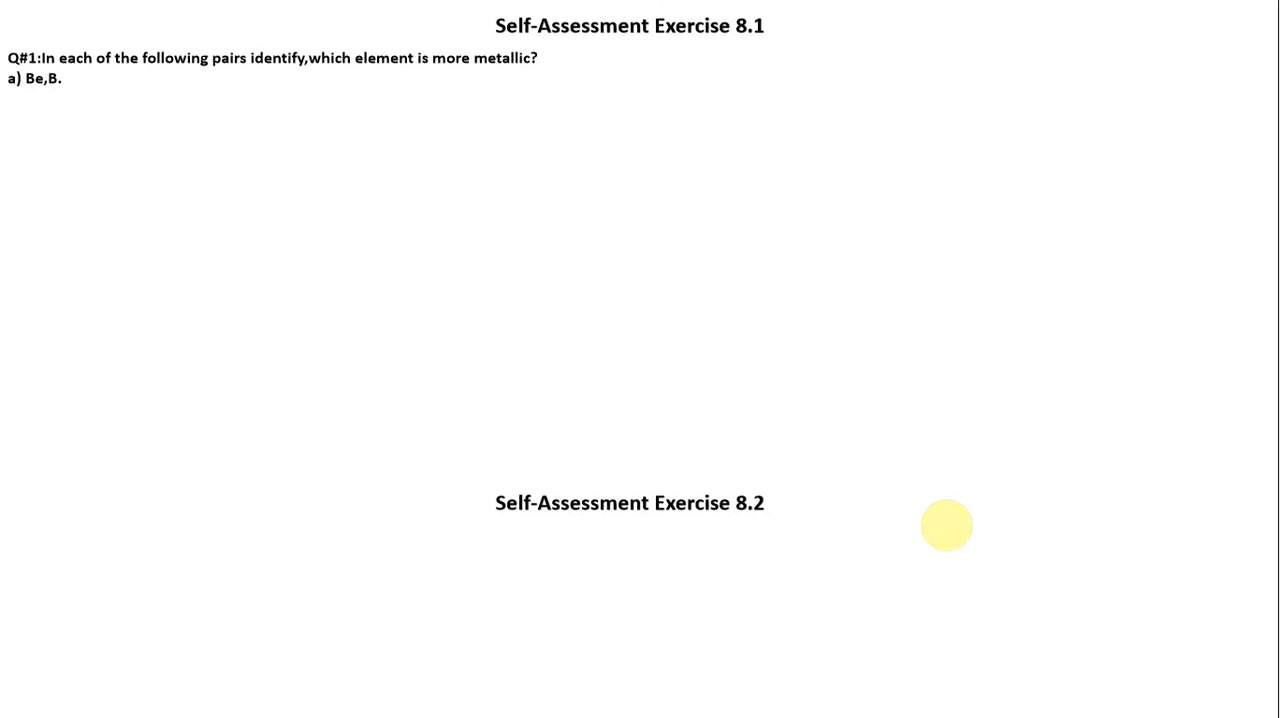 Self-Assessment Exercise 8.1
Q#1:In each of the following pairs identify,which element is more metallic?
a) Be,B.
Self-Assessment Exercise 8.2